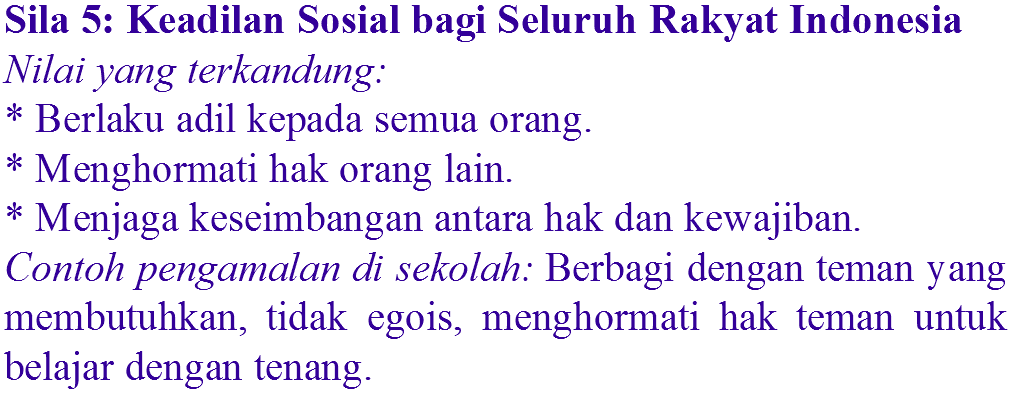 Sila 5: Keadilan Sosial bagi Seluruh Rakyat Indonesia
Nilai yang terkandung:
* Berlaku adil kepada semua orang.
* Menghormati hak orang lain.
* Menjaga keseimbangan antara hak dan kewajiban.
Contoh pengamalan di sekolah: Berbagi dengan teman yang
membutuhkan, tidak egois, menghormati hak teman untuk
belajar dengan tenang.